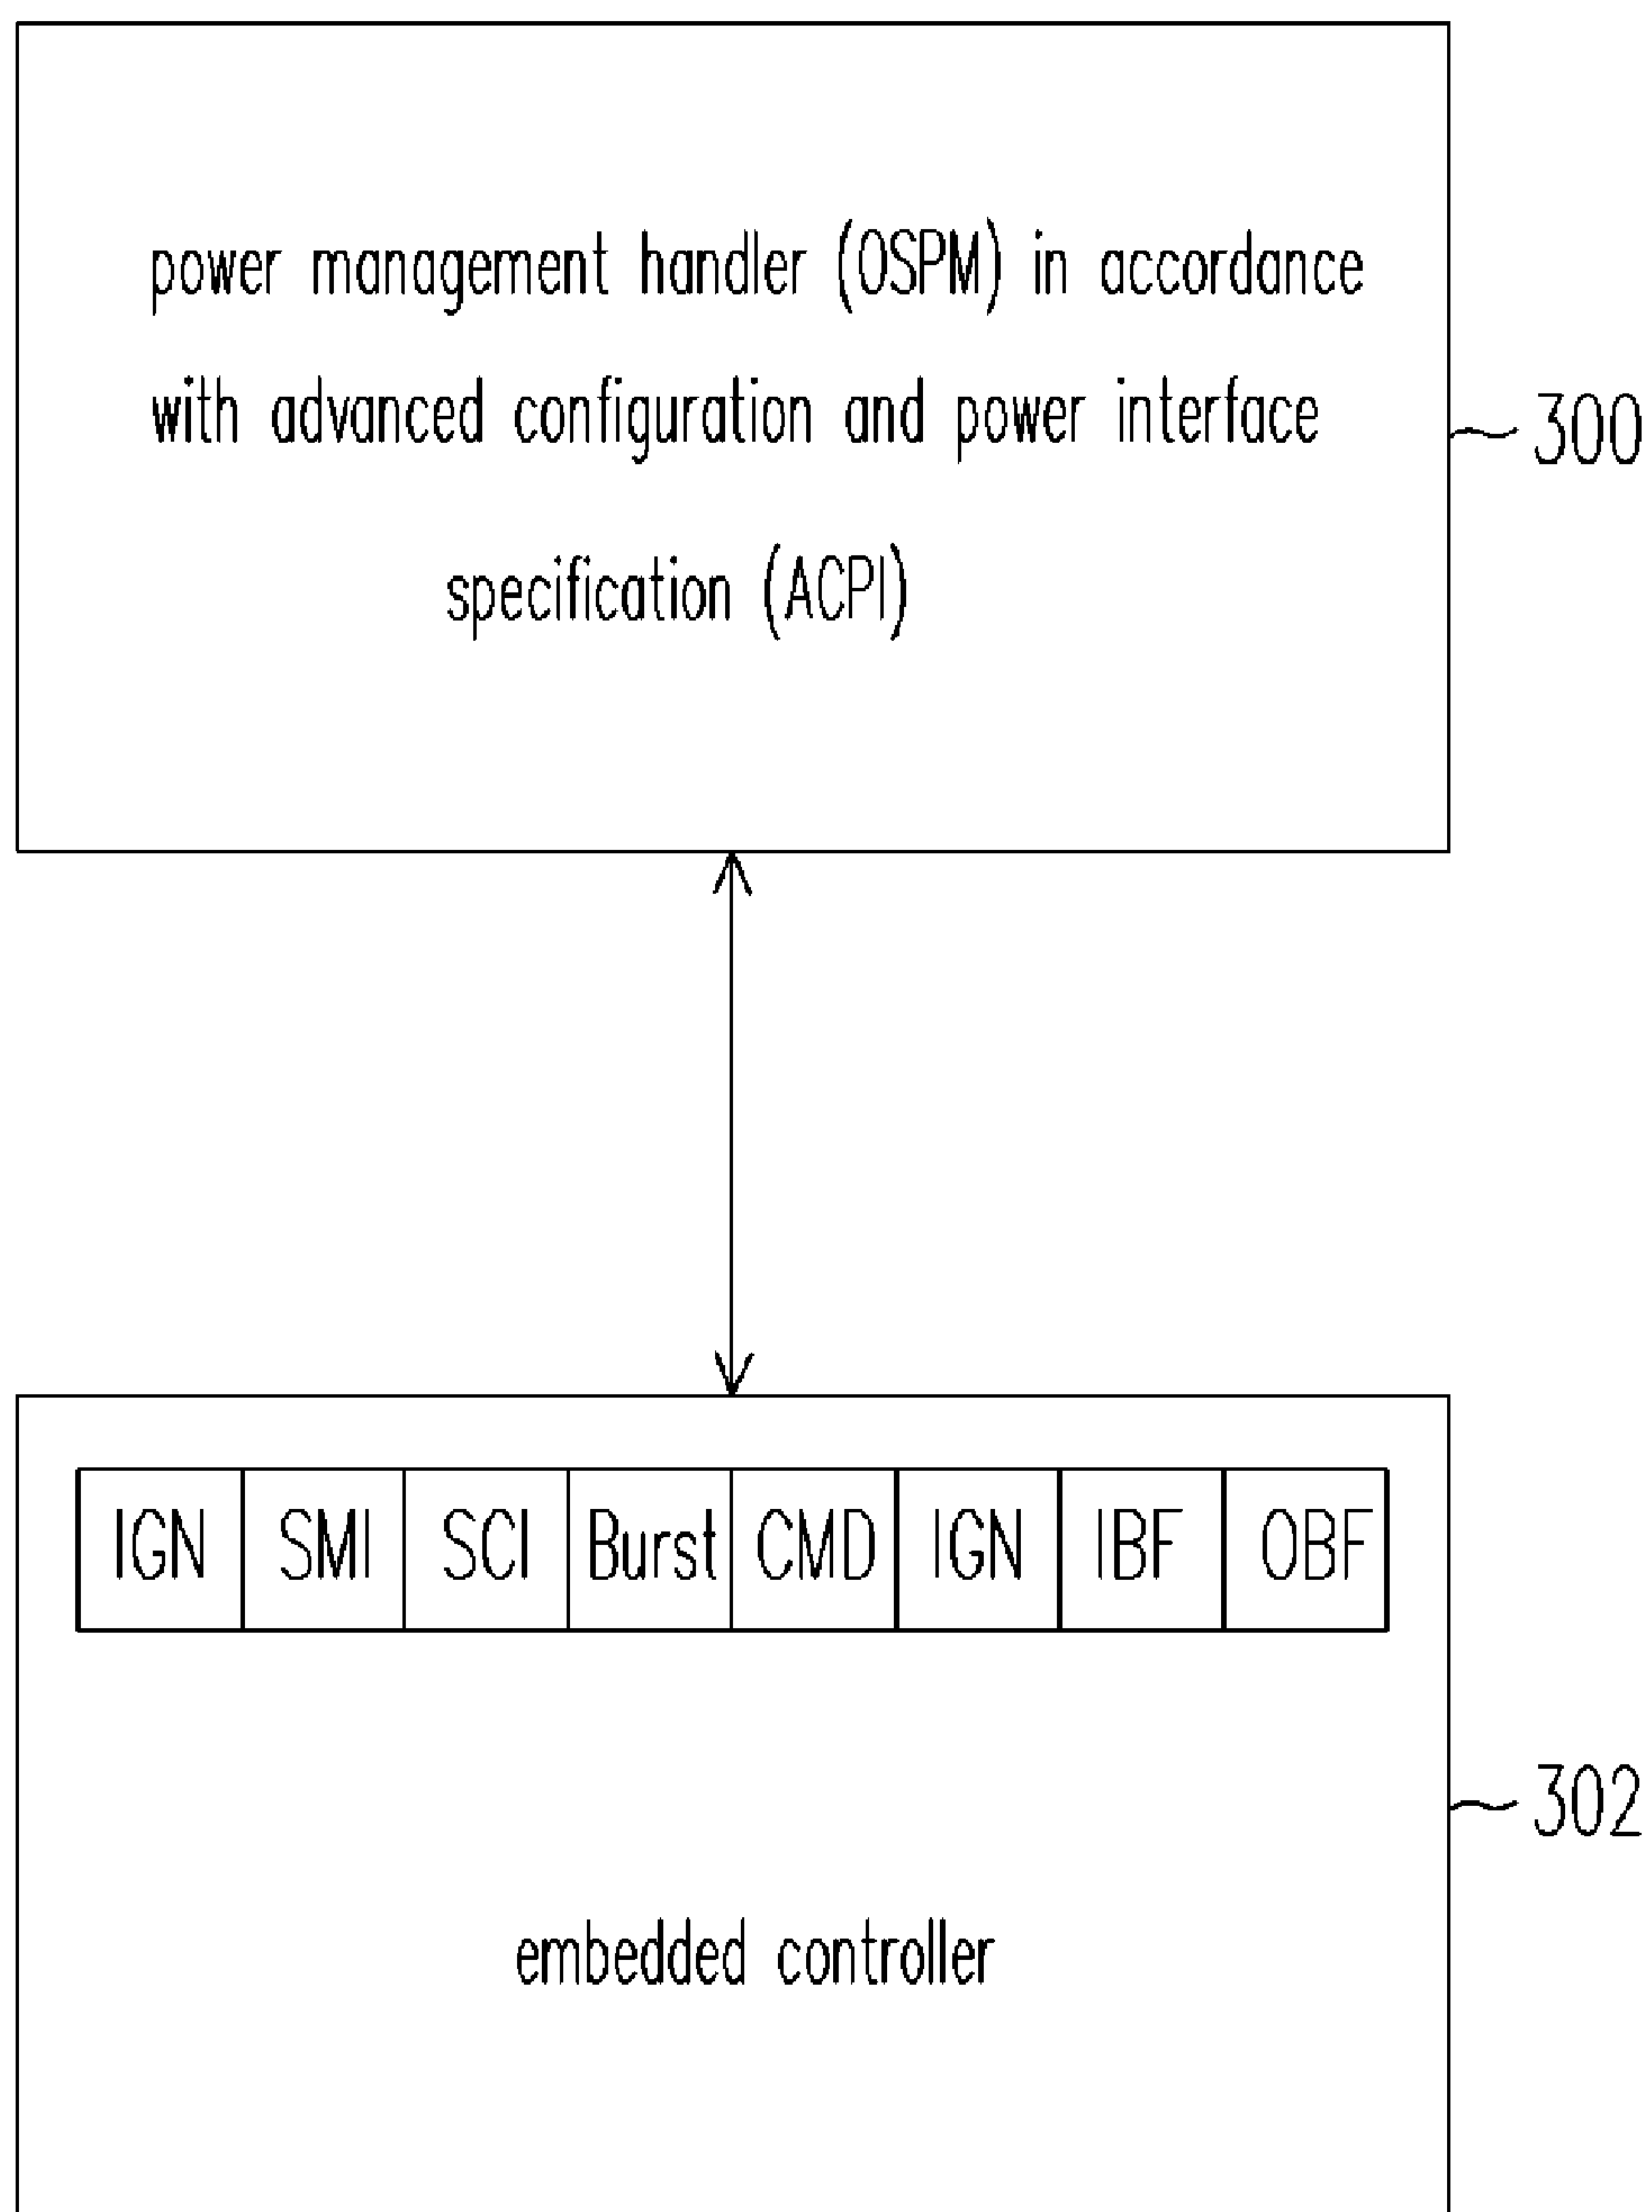 power management handler (OSPM) in accordance
with advanced configuration and power interface
specification (ACPI)
300
IGN SMI SCI Burst CMD IGN IBF OBF
302
embedded controller